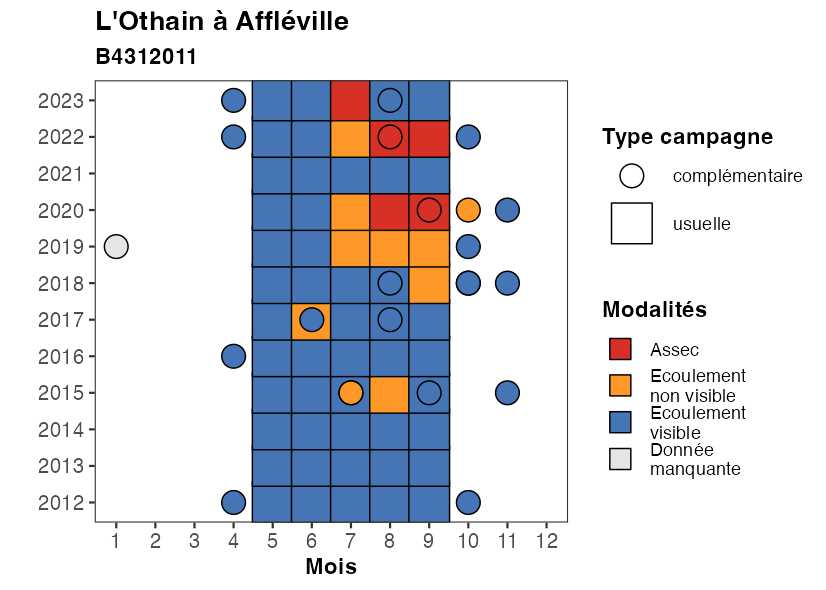 L'Othain à Affléville
B4312011
2023
2022
2021
2020
2019
2018
2017
2016
2015
2014
2013
2012
1 2 3 4 5 6 7 8 9 10 11 12
Mois
Type campagne
complémentaire
usuelle
Modalités
Assec
Ecoulement
non visible
Ecoulement
visible
Donnée
manquante